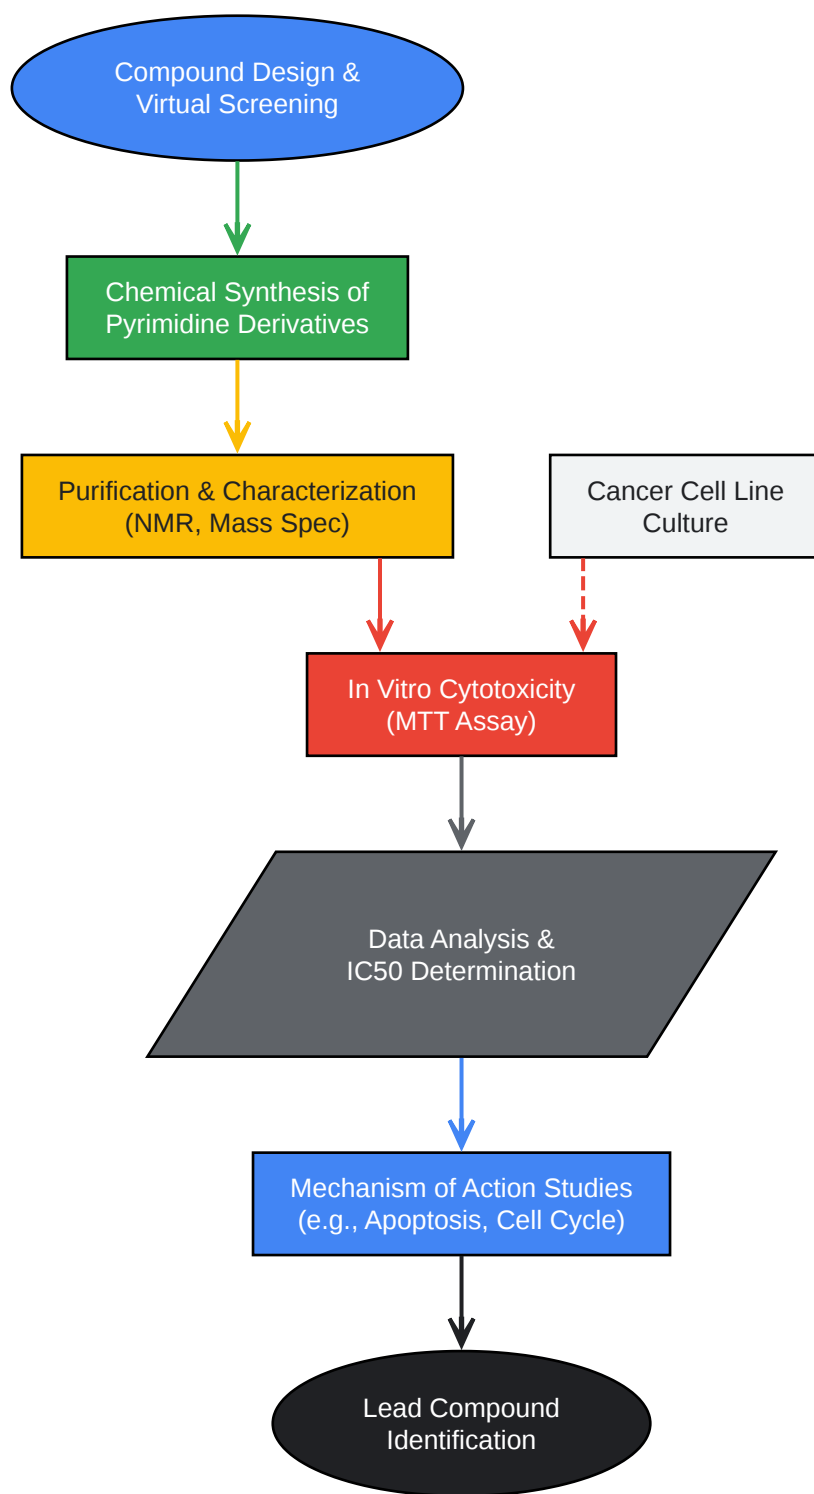 Compound Design &
Virtual Screening
Chemical Synthesis of
Pyrimidine Derivatives
Purification & Characterization
(NMR, Mass Spec)
Cancer Cell Line
Culture
In Vitro Cytotoxicity
(MTT Assay)
Data Analysis &
IC50 Determination
Mechanism of Action Studies
(e.g., Apoptosis, Cell Cycle)
Lead Compound
Identification